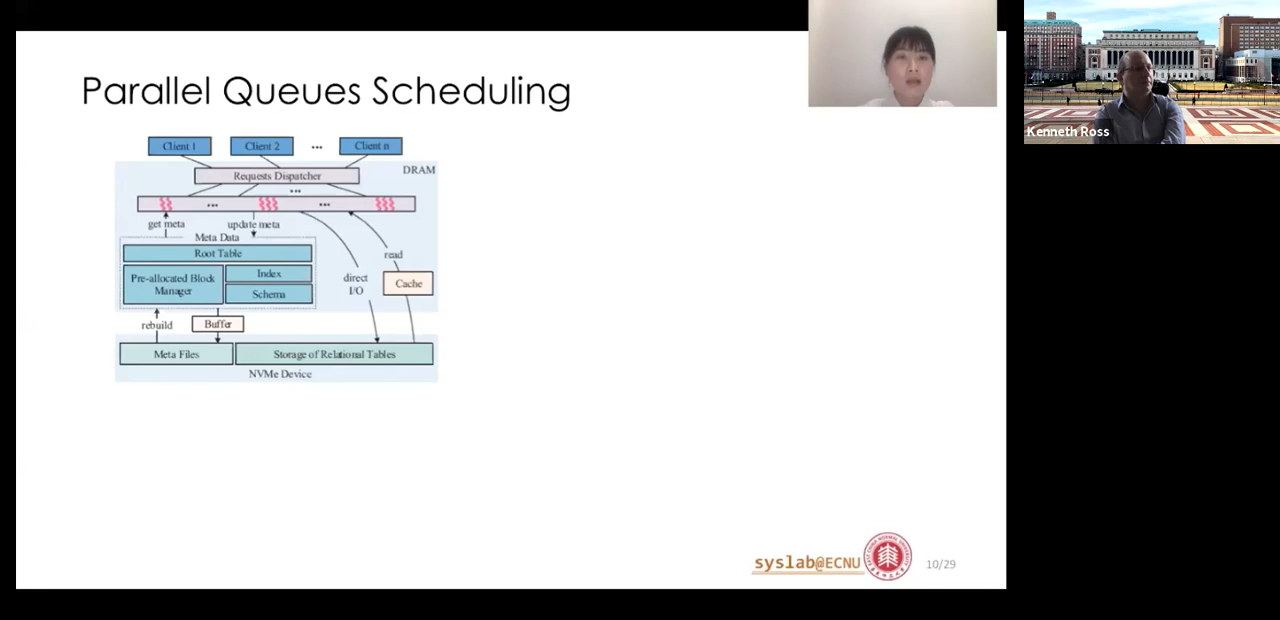 Parallel Queues Scheduling
Kenneth Ross
Client 1
Client 2
...
Client n
DRAM
Requests Dispatcher
...
... ...
get meta
update meta
Meta Data
Root Table
Pre-allocated Block
Manager
Index
Schema
read
direct
I/O
Cache
rebuild
Buffer
Meta Files
Storage of Relational Tables
NVMe Device
syslab@ECNU
10/29